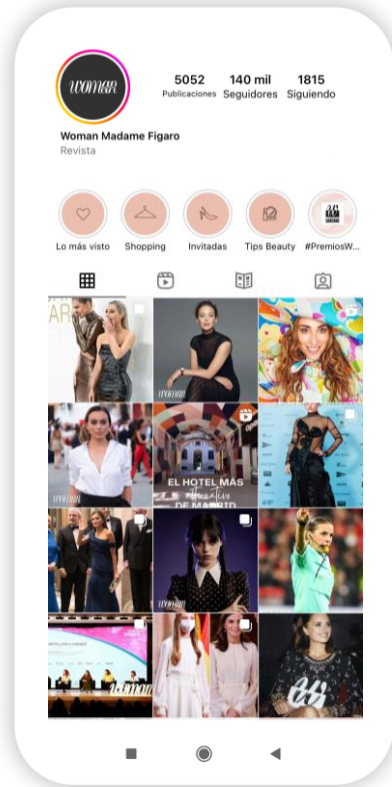 woman
5052 140 mil 1815
Publicaciones Seguidores Siguiendo
Woman Madame Figaro
Revista
Lo más visto Shopping Invitadas Tips Beauty #PremiosW...
woman
woman
EL HOTEL MÁS
DE MADRID
woman
woman